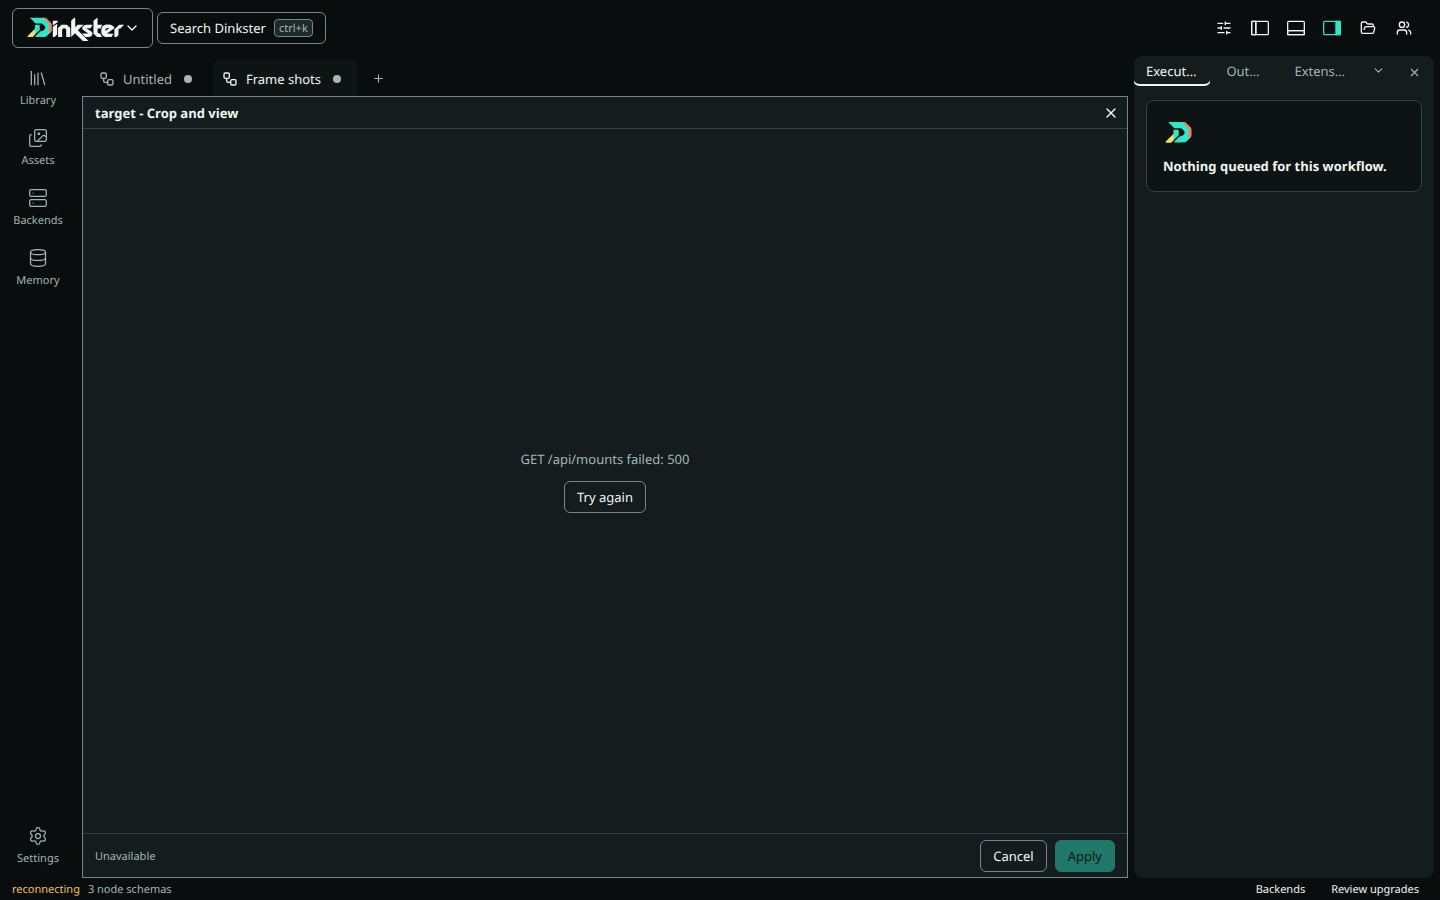 Dinkster
Search Dinkster ctrl+k
Library
Assets
Backends
Memory
Settings
Untitled
Frame shots
target - Crop and view
GET /api/mounts failed: 500
Try again
Unavailable
Cancel
Apply
Execut...
Out...
Extens...
Nothing queued for this workflow.
reconnecting
3 node schemas
Backends
Review upgrades